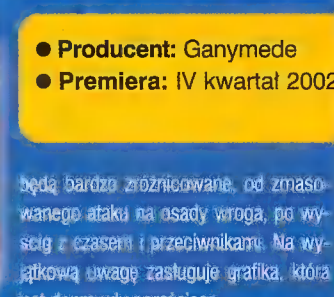 ● Producent: Ganymede
● Premiera: IV kwartał 2002
będą bardzo zróżnicowane, od zmaso-
wanego ataku na osady wroga, po wy-
ścig z czasem i przeciwnikami. Na wy-
jątkową uwagę zasługuje grafika, która